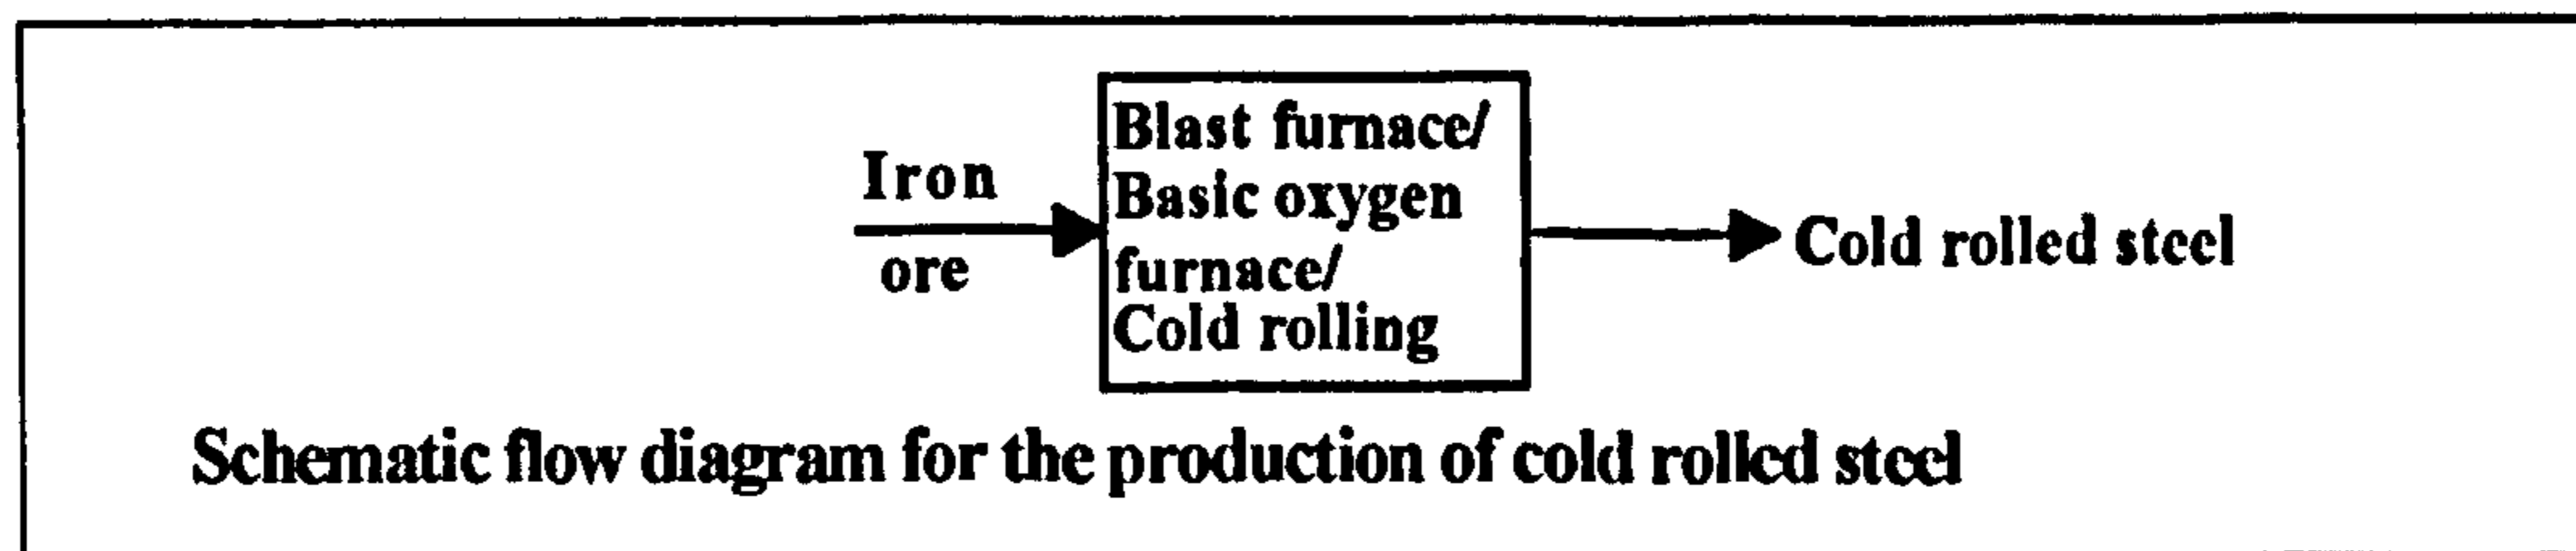 Iron
ore
Blast furnace/
Basic oxygen
furnace/
Cold rolling
Cold rolled steel
Schematic flow diagram for the production of cold rolled steel